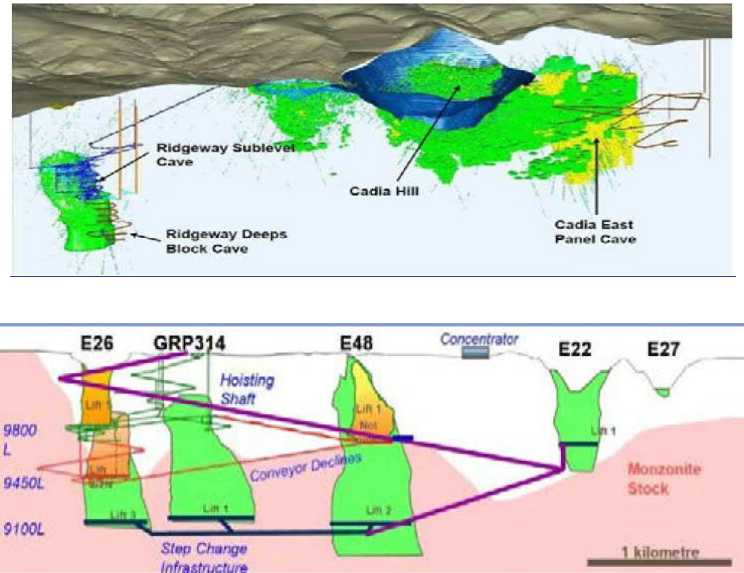 Ridgeway Sublevel
Cave
Cadia Hill
Ridgeway Deeps
Block Cave
Cadia East
Panel Cave
E26
GRP314
E48
Concentrator
E22
E27
Hoisting
Shaft
Lift 1
Lift 1
Not
9800
L
Lift 1
Lift
Conveyor Declines
Monzonite
Stock
9450L
Lift 3
Lift 1
Lift 2
9100L
Step Change
Infrastructure
1 kilometre